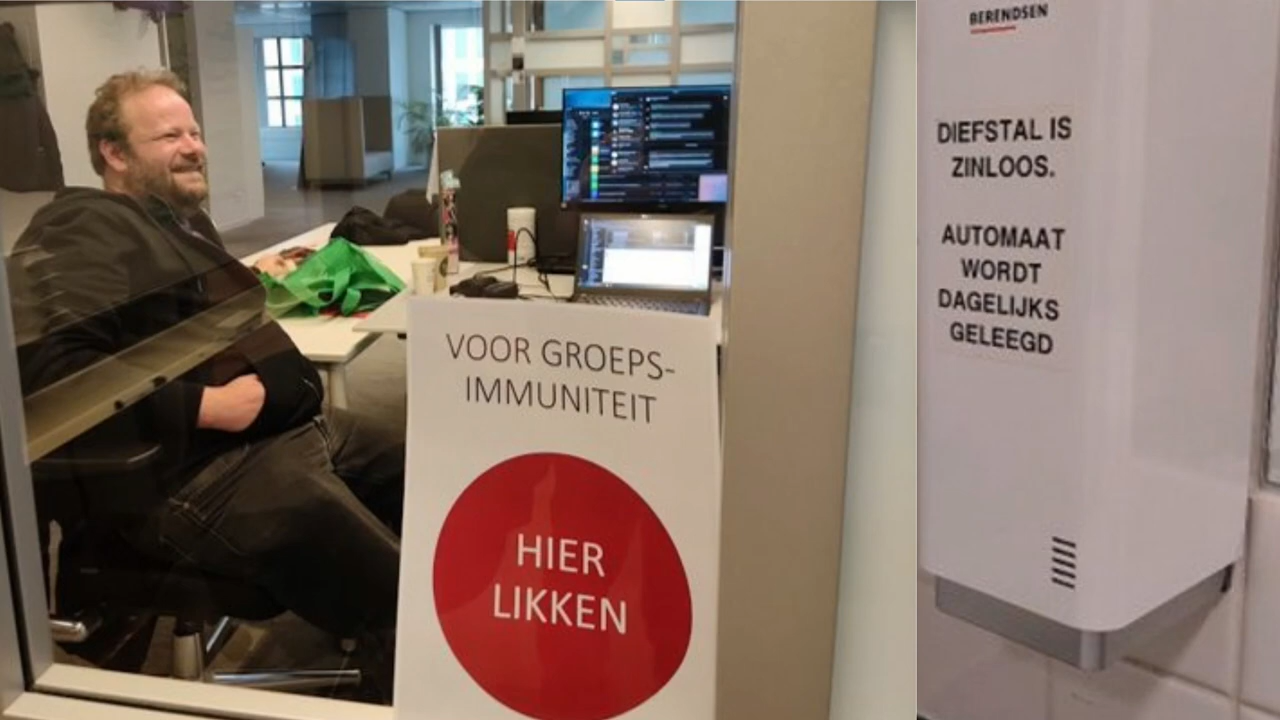 VOOR GROEPS-
IMMUNITEIT
HIER
LIKKEN
BERENDSEN
DIEFSTAL IS
ZINLOOS.
AUTOMAAT
WORDT
DAGELIJKS
GELEEGD